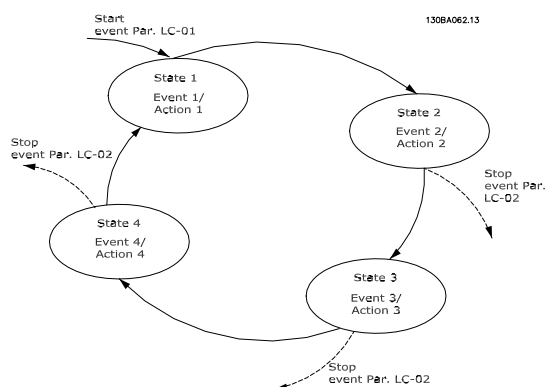 Start
event Par. LC-01
130BA062.13
State 1
Event 1/
Action 1
State 2
Event 2/
Action 2
Stop
event Par. LC-02
Stop
event Par.
LC-02
State 4
Event 4/
Action 4
State 3
Event 3/
Action 3
Stop
event Par. LC-02